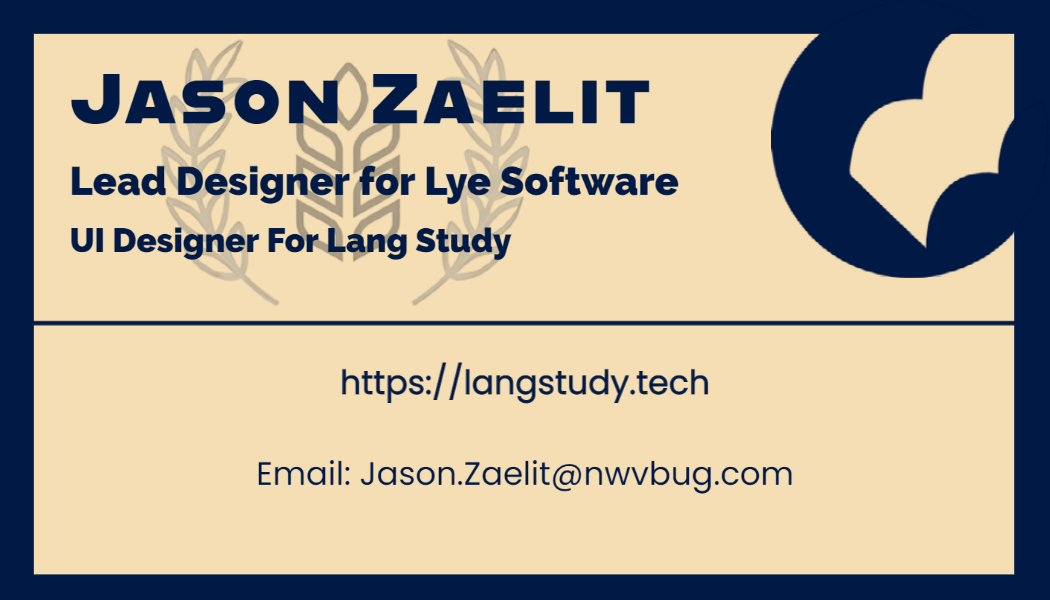 Jason Zaelit
Lead Designer for Lye Software
UI Designer For Lang Study
https://langstudy.tech
Email: Jason.Zaelit@nwvbug.com